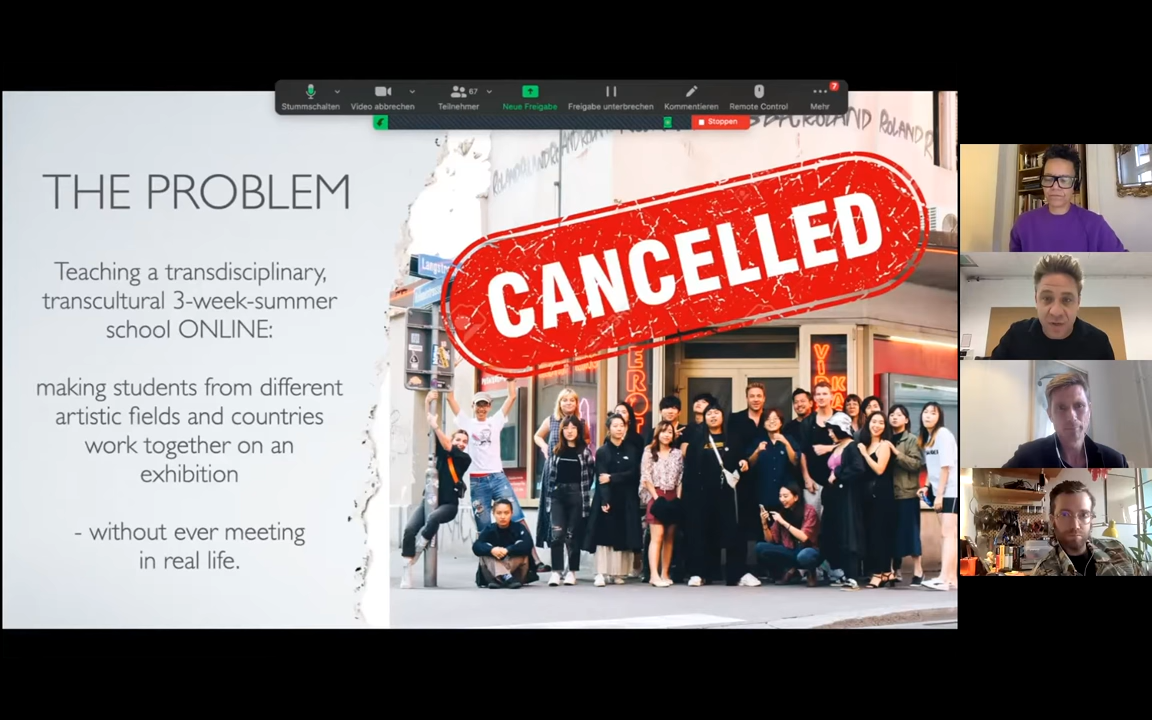 Stummschalten
Video abbrechen
67
Teilnehmer
Neue Freigabe
Freigabe unterbrechen
Kommentieren
Remote Control
7
Mehr
Stoppen
THE PROBLEM
Teaching a transdisciplinary,
transcultural 3-week-summer
school ONLINE:
making students from different
artistic fields and countries
work together on an
exhibition
- without ever meeting
in real life.
CANCELLED
ROLAND